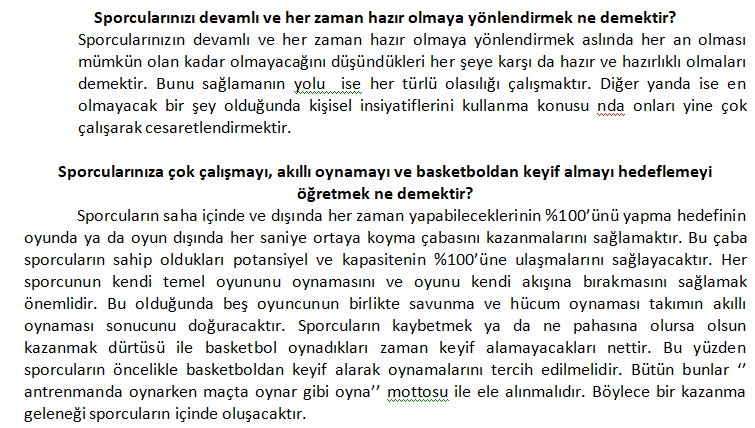 Sporcularınızı devamlı ve her zaman hazır olmaya yönlendirmek ne demektir?
Sporcularınızın devamlı ve her zaman hazır olmaya yönlendirmek aslında her an olması
mümkün olan kadar olmayacağını düşündükleri her şeye karşı da hazır ve hazırlıklı olmaları
demektir. Bunu sağlamanın yolu ise her türlü olasılığı çalışmaktır. Diğer yanda ise en
olmayacak bir şey olduğunda kişisel insiyatiflerini kullanma konusu nda onları yine çok
çalışarak cesaretlendirmektir.
Sporcularınıza çok çalışmayı, akıllı oynamayı ve basketboldan keyif almayı hedeflemeyi
öğretmek ne demektir?
Sporcuların saha içinde ve dışında her zaman yapabileceklerinin %100’ünü yapma hedefinin
oyunda ya da oyun dışında her saniye ortaya koyma çabasını kazanmalarını sağlamaktır. Bu çaba
sporcuların sahip oldukları potansiyel ve kapasitenin %100’üne ulaşmalarını sağlayacaktır. Her
sporcunun kendi temel oyununu oynamasını ve oyunu kendi akışına bırakmasını sağlamak
önemlidir. Bu olduğunda beş oyuncunun birlikte savunma ve hücum oynaması takımın akıllı
oynaması sonucunu doğuracaktır. Sporcuların kaybetmek ya da ne pahasına olursa olsun
kazanmak dürtüsü ile basketbol oynadıkları zaman keyif alamayacakları nettir. Bu yüzden
sporcuların öncelikle basketboldan keyif alarak oynamalarını tercih edilmelidir. Bütün bunlar ‘’
antrenmanda oynarken maçta oynar gibi oyna’’ mottosu ile ele alınmalıdır. Böylece bir kazanma
geleneği sporcuların içinde oluşacaktır.